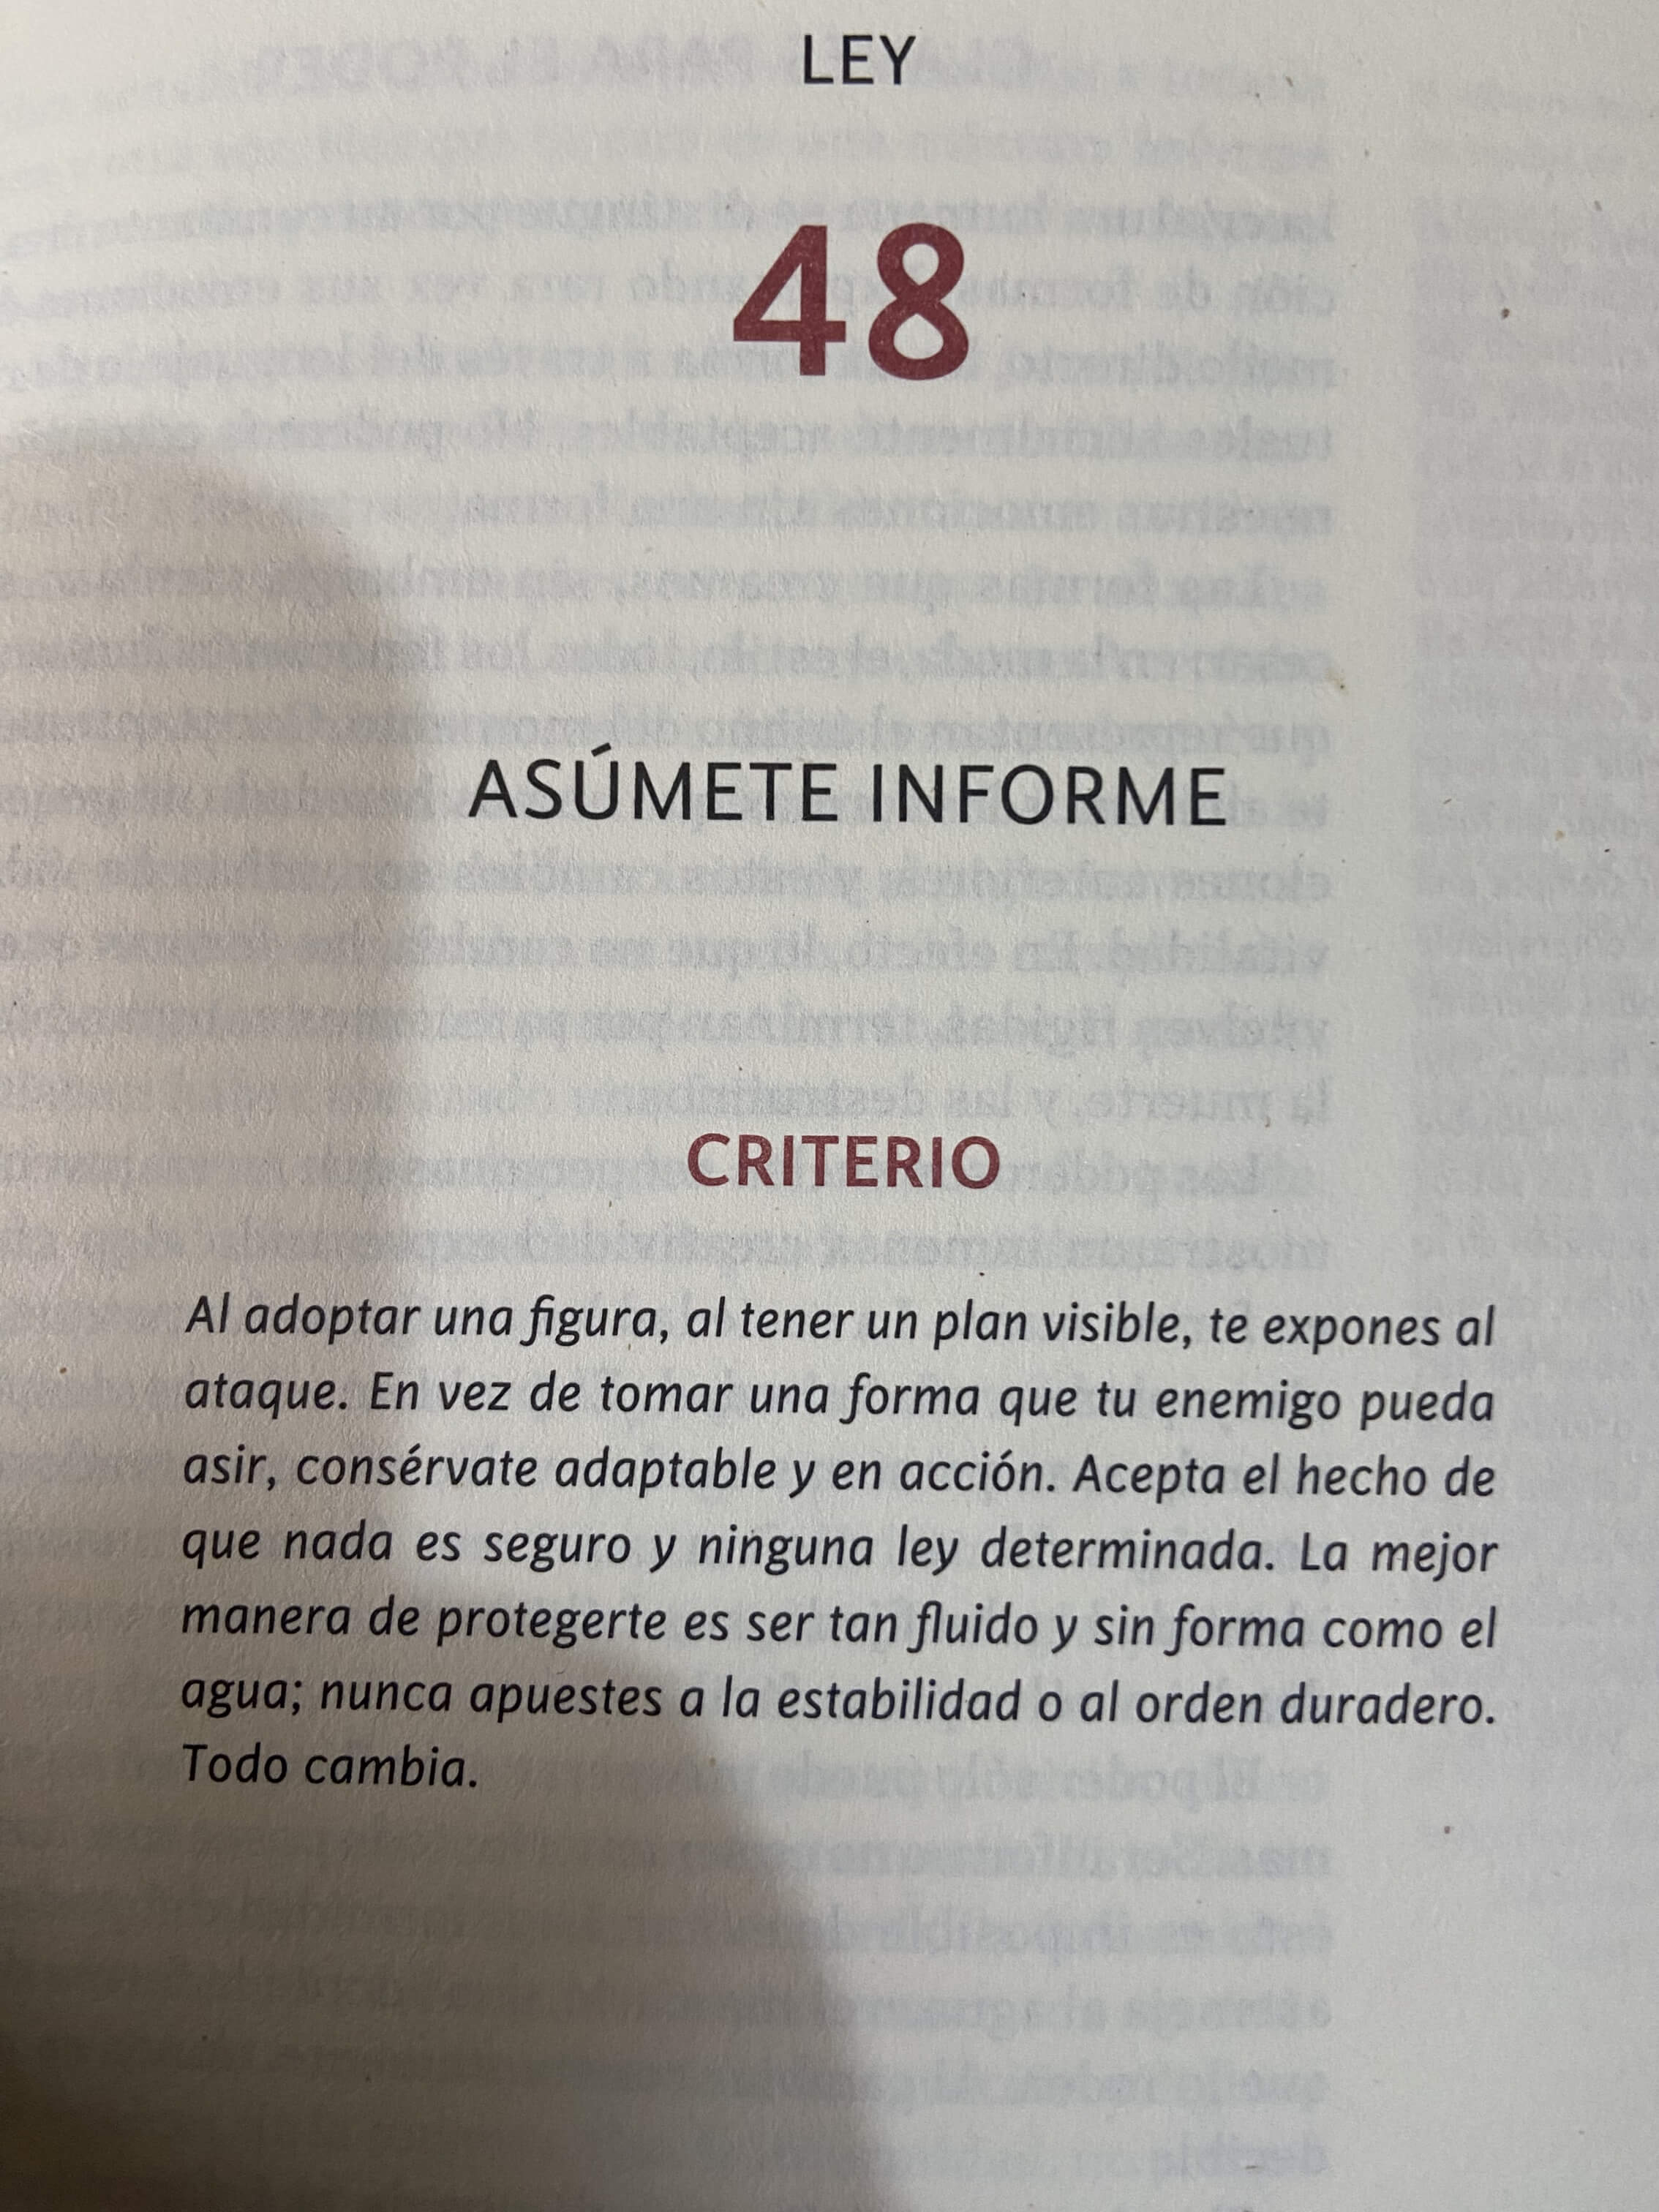 LEY
48
ASÚMETE INFORME
CRITERIO
Al adoptar una figura, al tener un plan visible, te expones al
ataque. En vez de tomar una forma que tu enemigo pueda
asir, consérvate adaptable y en acción. Acepta el hecho de
que nada es seguro y ninguna ley determinada. La mejor
manera de protegerte es ser tan fluido y sin forma como el
agua; nunca apuestes a la estabilidad o al orden duradero.
Todo cambia.